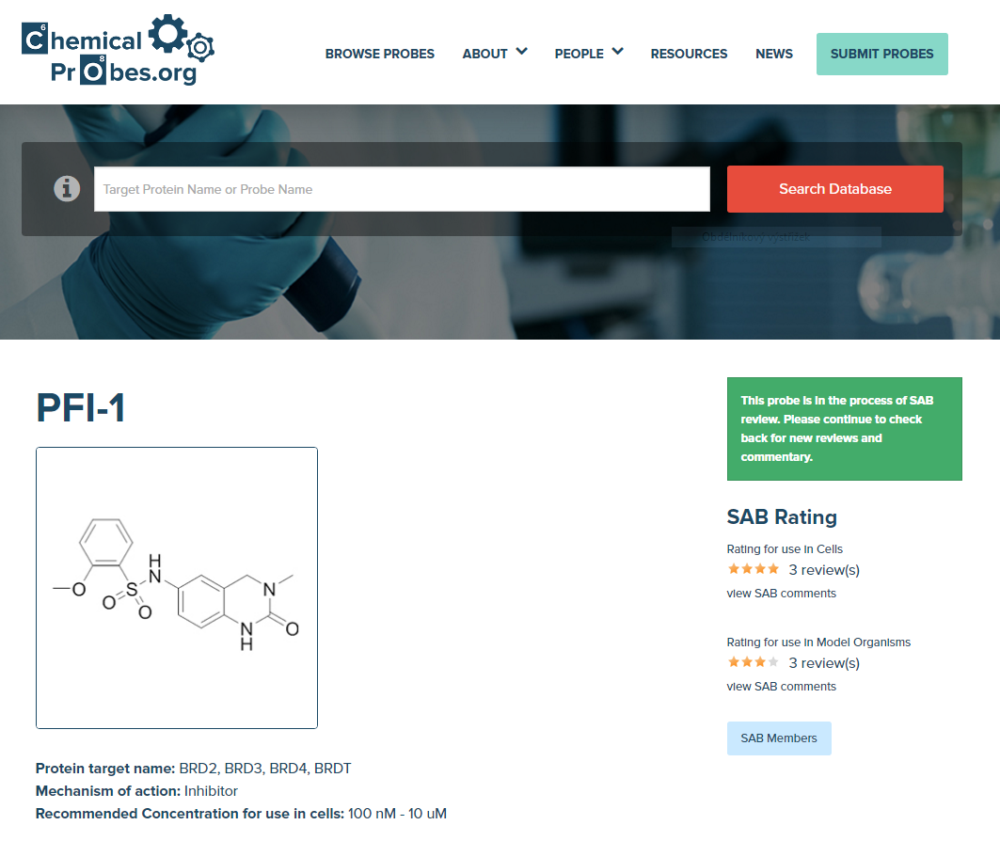 Chemical
6
PrObes.org
8
BROWSE PROBES ABOUT PEOPLE RESOURCES NEWS SUBMIT PROBES
Target Protein Name or Probe Name
Search Database
Obdélníkový výstřižek
PFI-1
This probe is in the process of SAB
review. Please continue to check
back for new reviews and
commentary.
SAB Rating
Rating for use in Cells
3 review(s)
view SAB comments
Rating for use in Model Organisms
3 review(s)
view SAB comments
SAB Members
H
N
O
S
O
O
N
N
H
O
Protein target name: BRD2, BRD3, BRD4, BRDT
Mechanism of action: Inhibitor
Recommended Concentration for use in cells: 100 nM - 10 uM